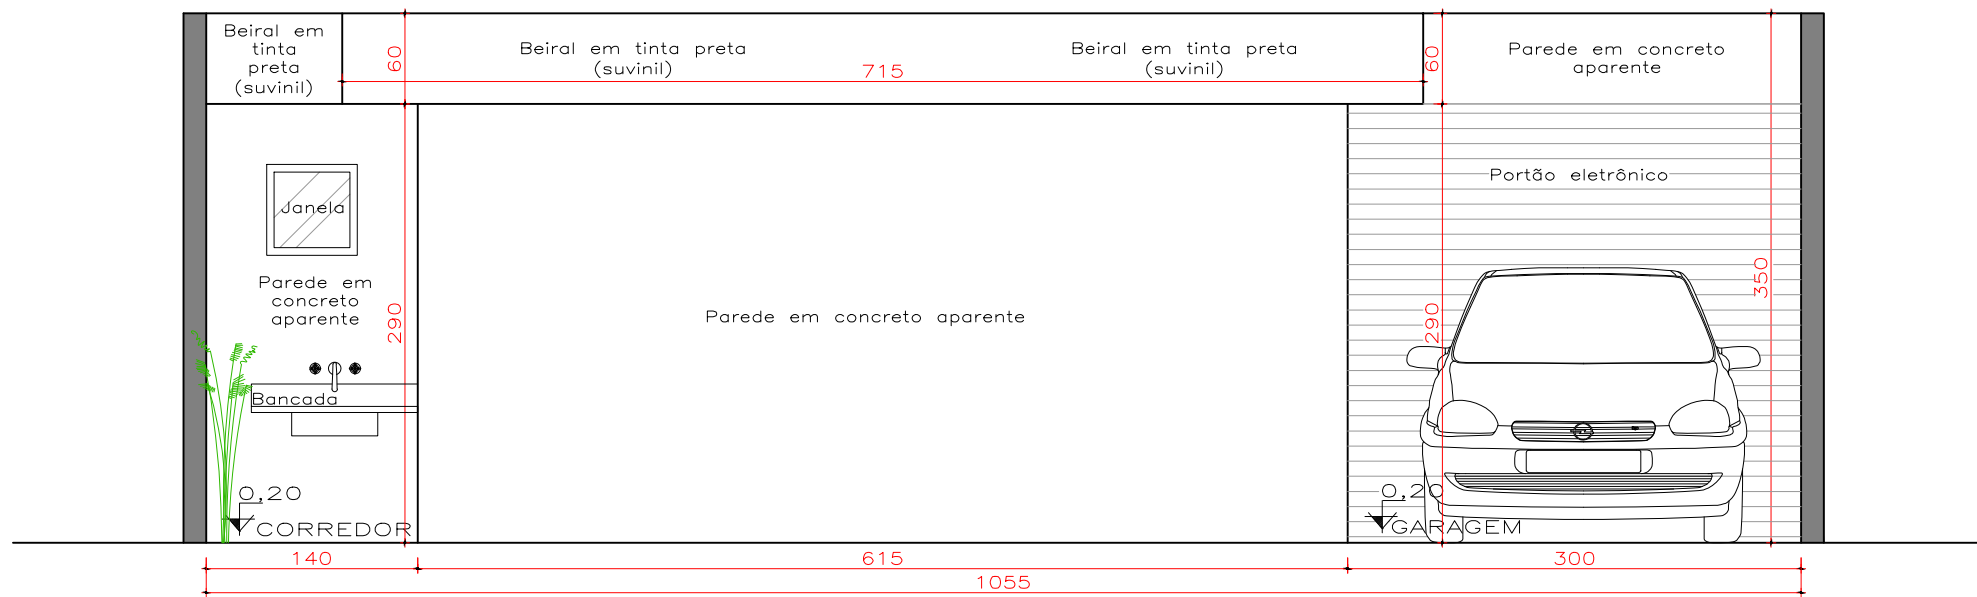 Beiral em
tinta
preta
(suvinil)
60
Beiral em tinta preta
(suvinil)
715
Beiral em tinta preta
(suvinil)
60
Parede em concreto
aparente
Janela
Parede em
concreto
aparente
290
Bancada
0,20
CORREDOR
Parede em concreto aparente
Portão eletrônico
350
290
0,20
GARAGEM
140
615
300
1055